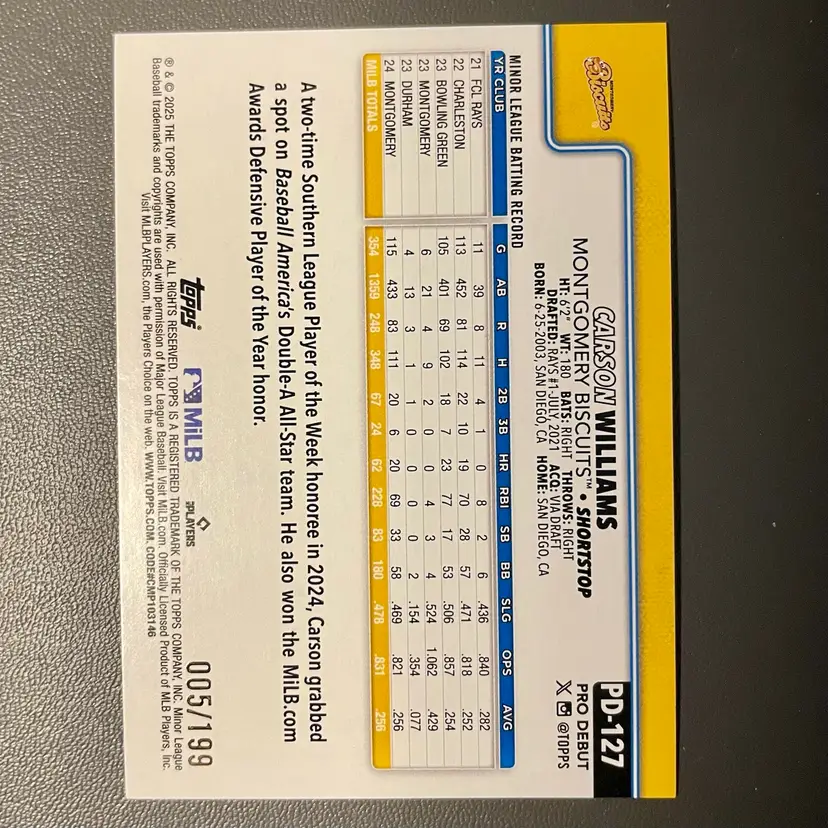 MONTGOMERY
Biscuits
PD-127
PRO DEBUT
@TOPPS
CARSON WILLIAMS
MONTGOMERY BISCUITS™ • SHORTSTOP
HT: 6'2" WT: 180 BATS: RIGHT THROWS: RIGHT
DRAFTED: RAYS #1-JULY, 2021 ACQ: VIA DRAFT
BORN: 6-25-2003, SAN DIEGO, CA HOME: SAN DIEGO, CA
MINOR LEAGUE BATTING RECORD
YR CLUB G AB R H 2B 3B HR RBI SB BB SLG OPS AVG
21 FCL RAYS 11 39 8 11 4 1 0 8 2 6 .436 .840 .282
22 CHARLESTON 113 452 81 114 22 10 19 70 28 57 .471 .818 .252
23 BOWLING GREEN 105 401 69 102 18 7 23 77 17 53 .506 .857 .254
23 MONTGOMERY 6 21 4 9 2 0 0 4 3 4 .524 1.062 .429
23 DURHAM 4 13 3 1 1 0 0 0 0 2 .154 .354 .077
24 MONTGOMERY 115 433 83 111 20 6 20 69 33 58 .469 .821 .256
MILB TOTALS 354 1359 248 348 67 24 62 228 83 180 .478 .831 .256
A two-time Southern League Player of the Week honoree in 2024, Carson grabbed
a spot on Baseball America's Double-A All-Star team. He also won the MiLB.com
Awards Defensive Player of the Year honor.
topps®
MiLB
PLAYERS
005/199
® & © 2025 THE TOPPS COMPANY, INC. ALL RIGHTS RESERVED. TOPPS IS A REGISTERED TRADEMARK OF THE TOPPS COMPANY, INC. Minor League
Baseball trademarks and copyrights are used with permission of Major League Baseball. Visit MiLB.com. Officially Licensed Product of MLB Players, Inc.
Visit MLBPLAYERS.com, the Players Choice on the web. WWW.TOPPS.COM. CODE#CMP103146